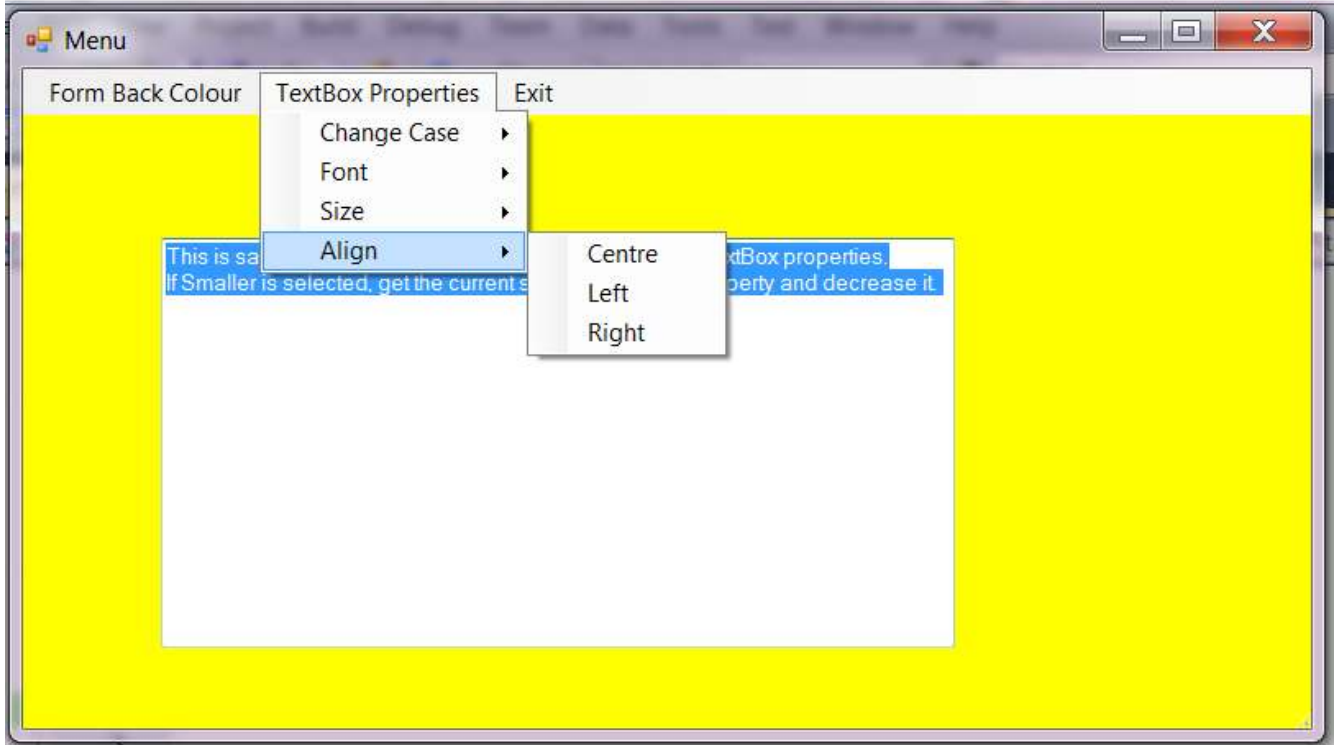 Menu
Form Back Colour TextBox Properties Exit
Change Case
Font
Size
Align
Centre
Left
Right
This is xtBox properties.
If Smaller is selected, get the current perty and decrease it.